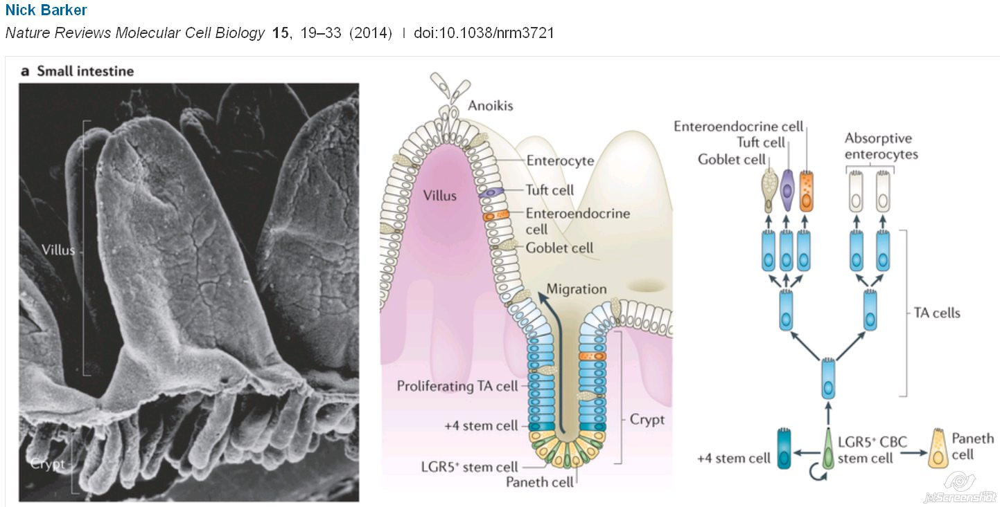 Nick Barker
Nature Reviews Molecular Cell Biology 15, 19–33 (2014) | doi:10.1038/nrm3721
a Small intestine
Villus
Crypt
Anoikis
Enterocyte
Villus
Tuft cell
Enteroendocrine
cell
Goblet cell
Migration
Proliferating TA cell
+4 stem cell
Crypt
LGR5⁺ stem cell
Paneth cell
Enteroendocrine cell
Tuft cell
Goblet cell
Absorptive
enterocytes
TA cells
+4 stem cell
LGR5⁺ CBC
stem cell
Paneth
cell
jetScreenshot
.com